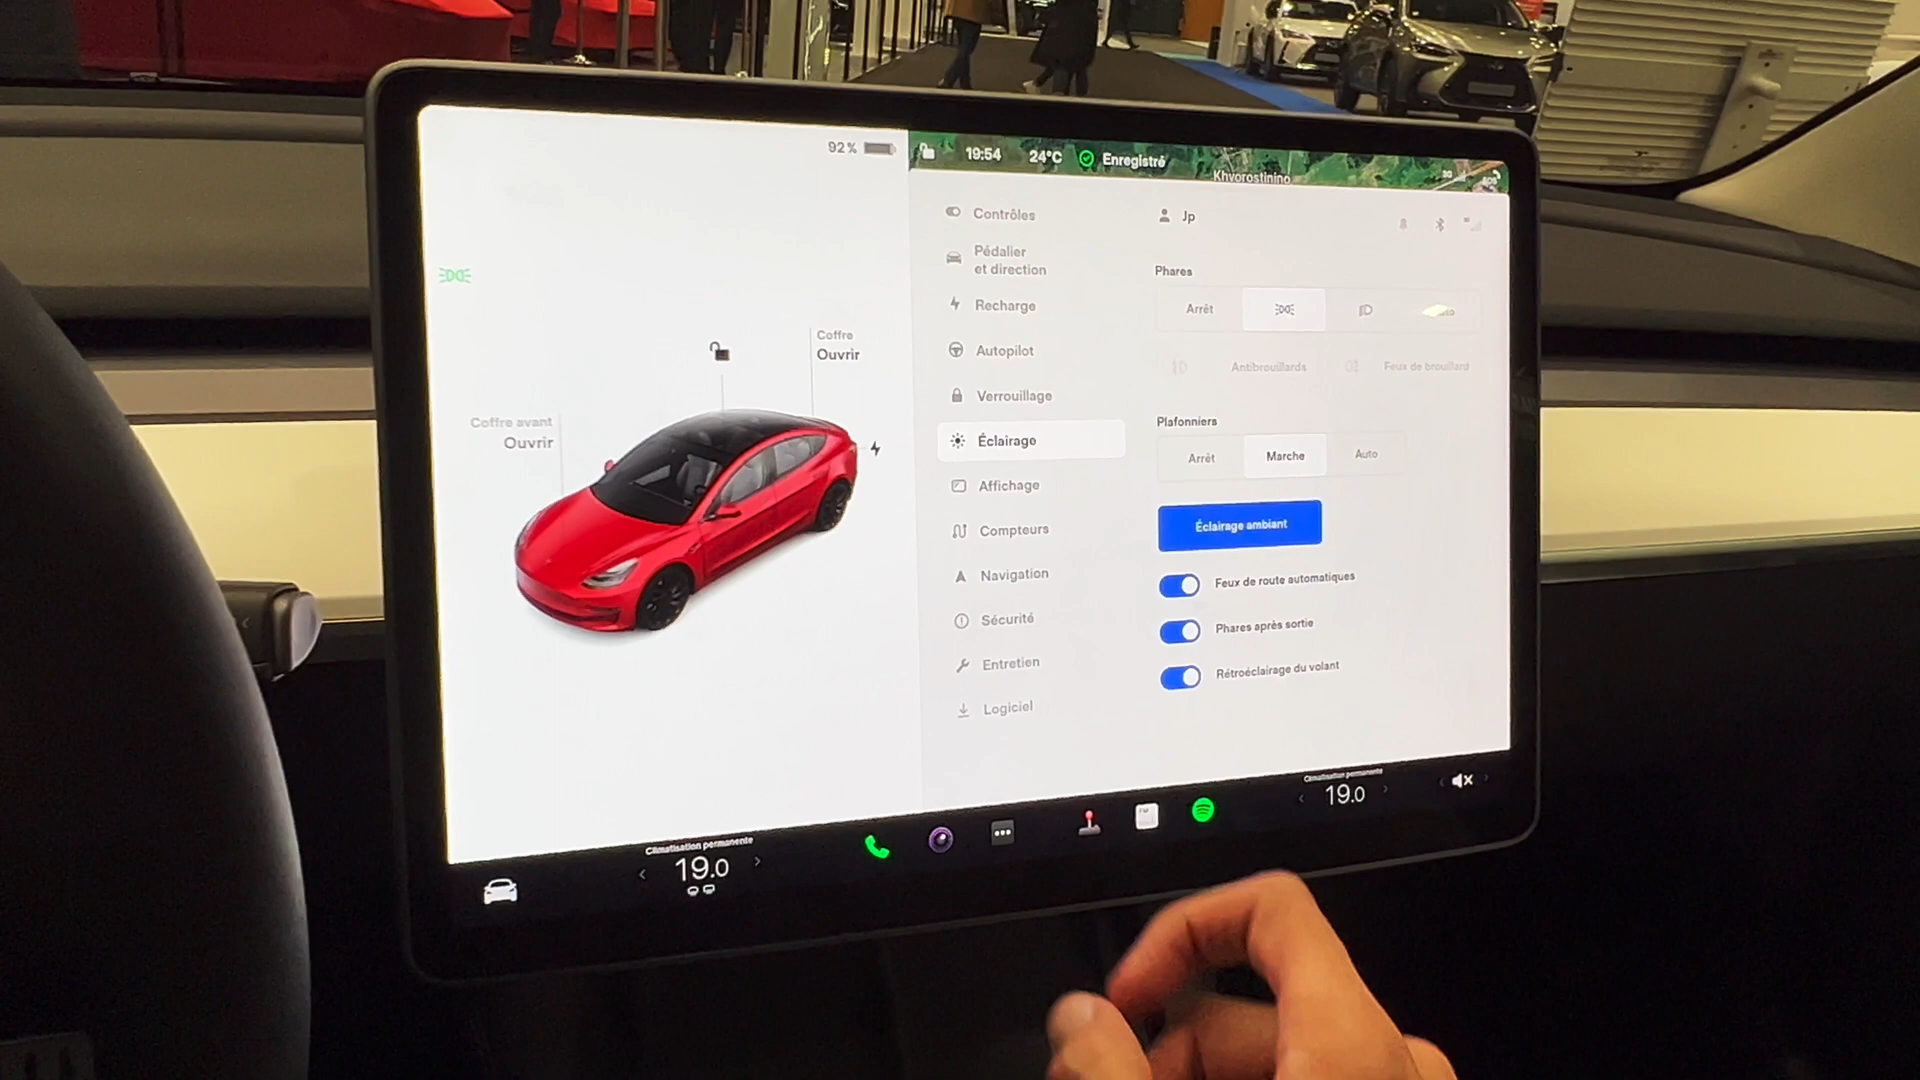 92 %
19:54
24°C
Enregistré
Khvorostinino
3G
SOS
Coffre
Ouvrir
Coffre avant
Ouvrir
Contrôles
Pédalier
et direction
Recharge
Autopilot
Verrouillage
Éclairage
Affichage
Compteurs
Navigation
Sécurité
Entretien
Logiciel
Jp
Phares
Arrêt
Antibrouillards
Feux de brouillard
Plafonniers
Arrêt
Marche
Auto
Éclairage ambiant
Feux de route automatiques
Phares après sortie
Rétroéclairage du volant
Climatisation permanente
19.0
Climatisation permanente
19.0